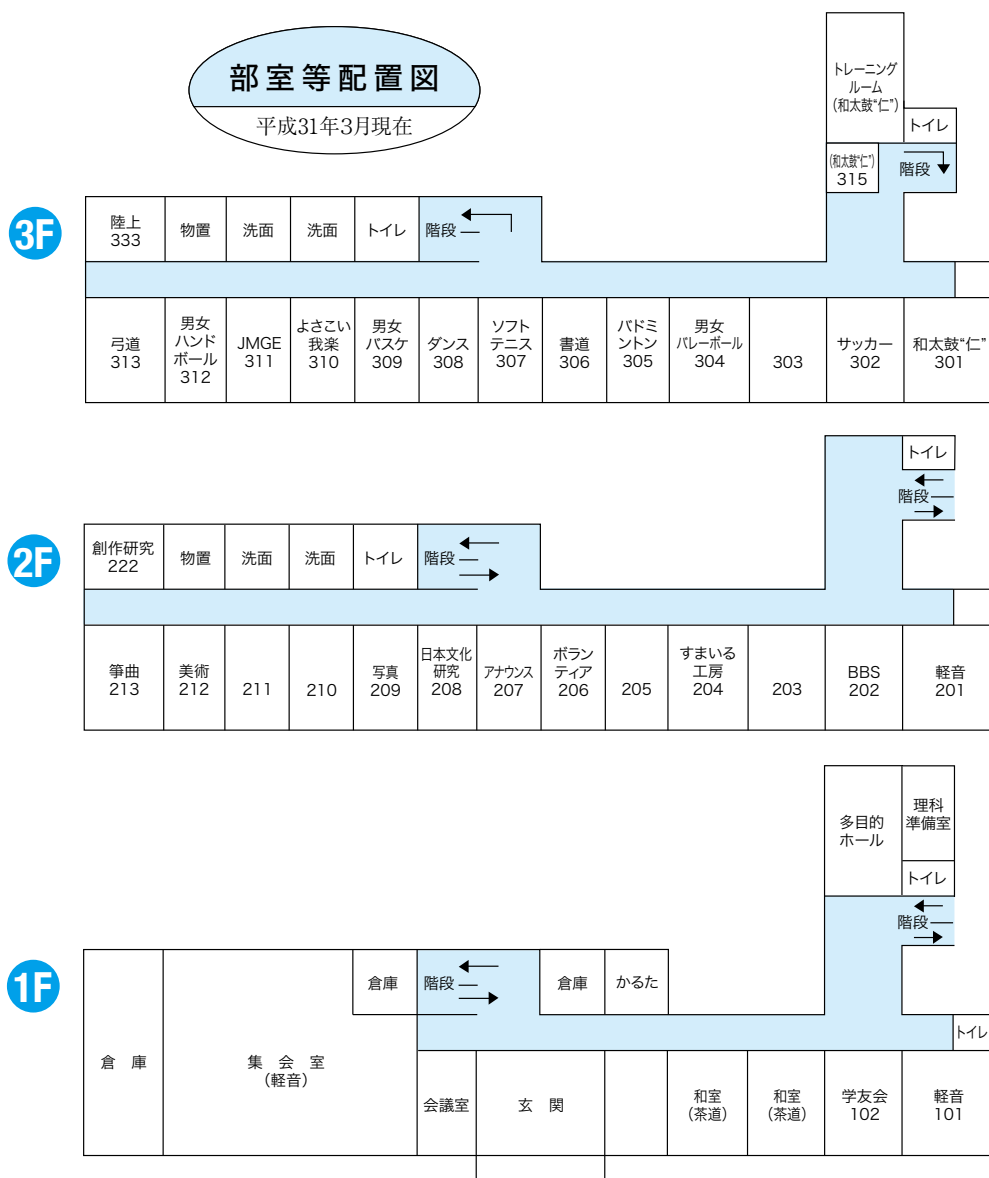 部室等配置図
平成31年3月現在
トレーニング
ルーム
(和太鼓“仁”)
トイレ
(和太鼓“仁”)
315
階段
3F
陸上
333
物置
洗面
洗面
トイレ
階段
弓道
313
男女
ハンド
ボール
312
JMGE
311
よさこい
我楽
310
男女
バスケ
309
ダンス
308
ソフト
テニス
307
書道
306
バドミ
ントン
305
男女
バレーボール
304
303
サッカー
302
和太鼓“仁”
301
トイレ
階段
2F
創作研究
222
物置
洗面
洗面
トイレ
階段
箏曲
213
美術
212
211
210
写真
209
日本文化
研究
208
アナウンス
207
ボラン
ティア
206
205
すまいる
工房
204
203
BBS
202
軽音
201
多目的
ホール
理科
準備室
トイレ
階段
1F
倉庫
集会室
(軽音)
倉庫
階段
倉庫
かるた
トイレ
会議室
玄関
和室
(茶道)
和室
(茶道)
学友会
102
軽音
101